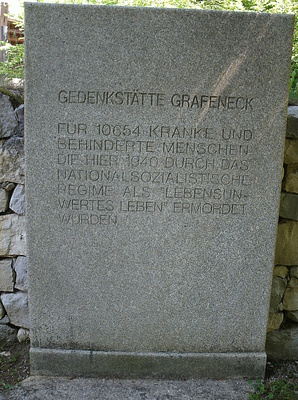 GEDENKSTÄTTE GRAFENECK
FÜR 10654 KRANKE UND
BEHINDERTE MENSCHEN
DIE HIER 1940 DURCH DAS
NATIONALSOZIALISTISCHE
REGIME ALS "LEBENSUN-
WERTES LEBEN" ERMORDET
WURDEN